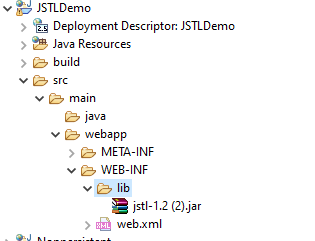 JSTLDemo
Deployment Descriptor: JSTLDemo
Java Resources
build
src
main
java
webapp
META-INF
WEB-INF
lib
jstl-1.2 (2).jar
web.xml